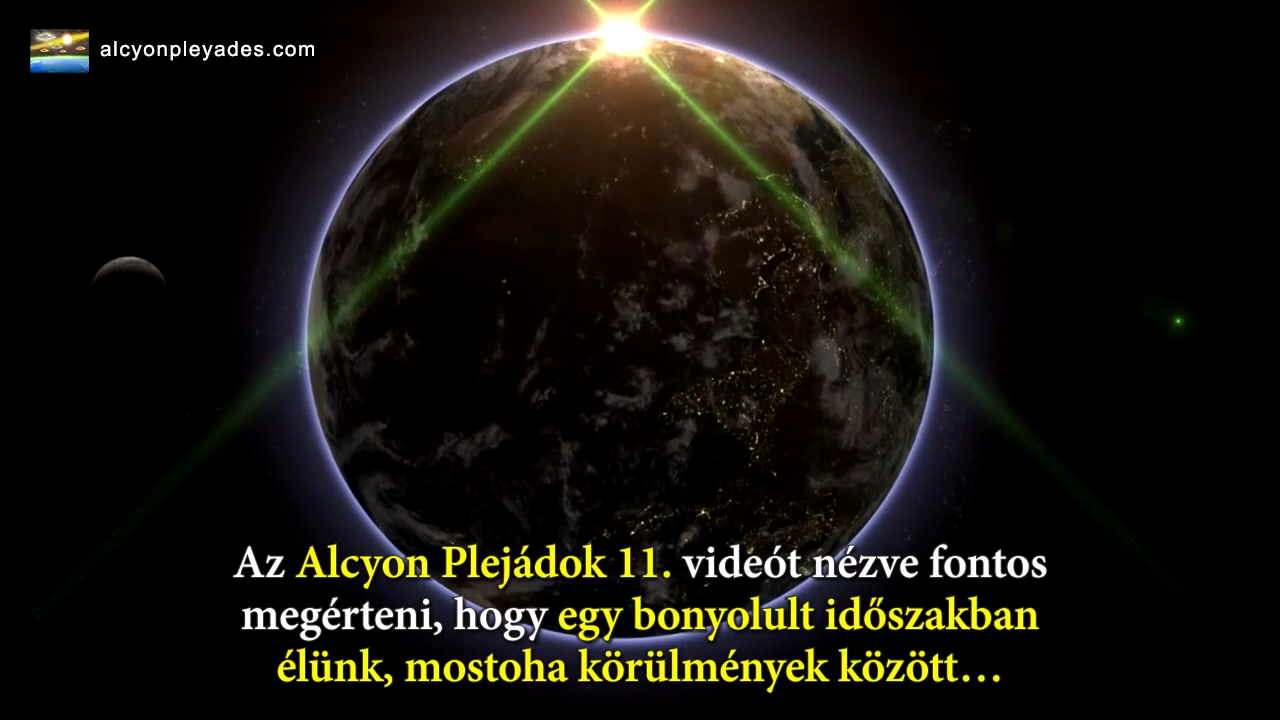 alcyonpleyades.com
Az Alcyon Plejádok 11. videót nézve fontos
megérteni, hogy egy bonyolult időszakban
élünk, mostoha körülmények között…